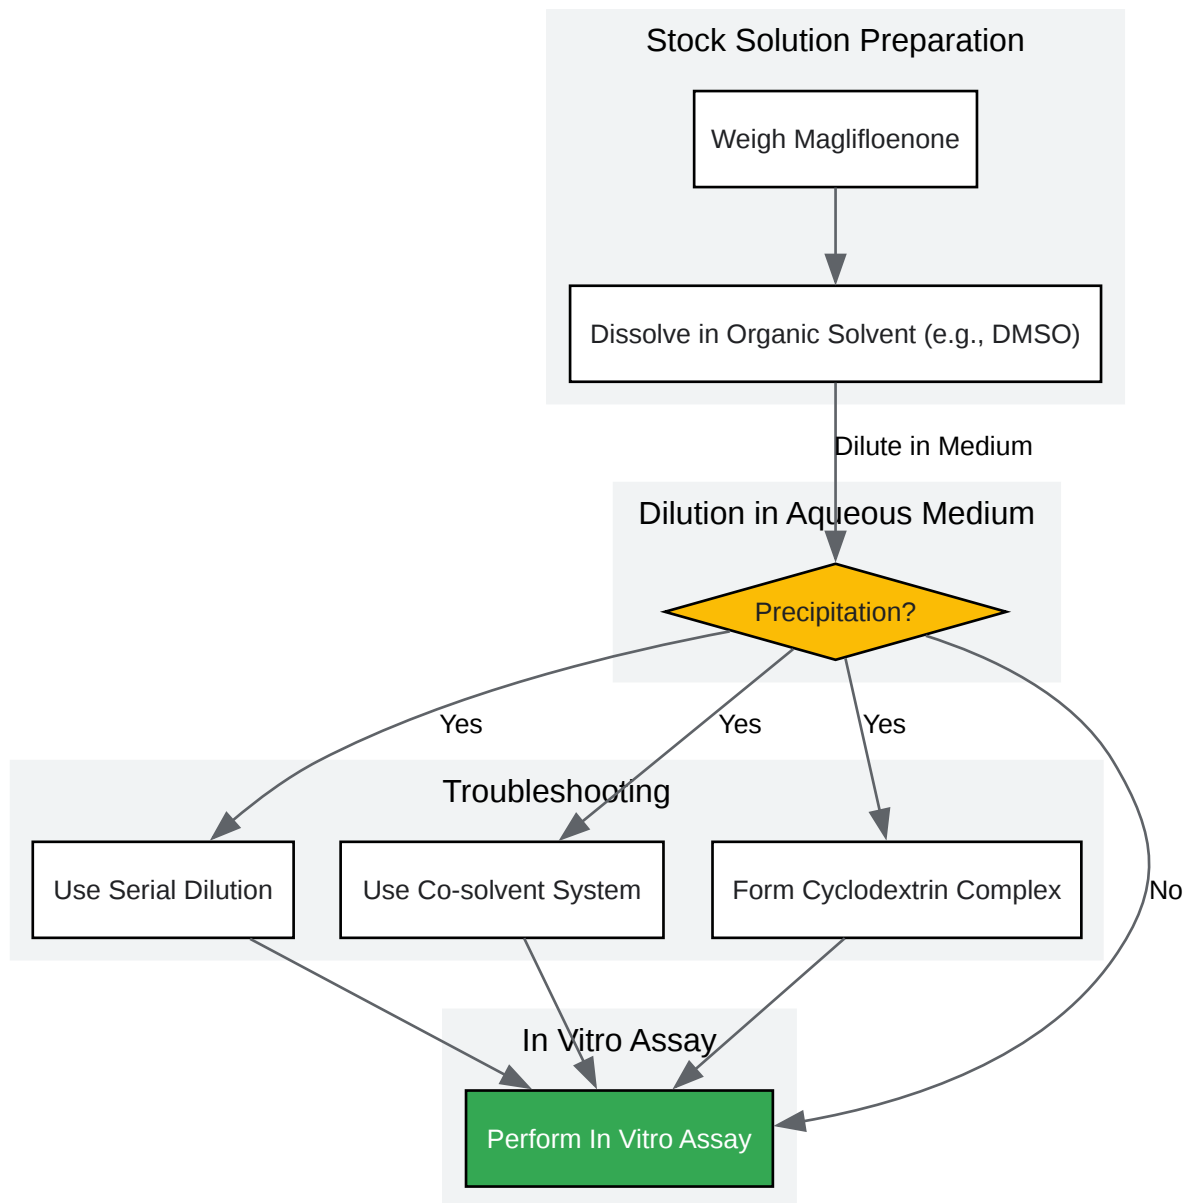 Stock Solution Preparation
Weigh Maglifloenone
Dissolve in Organic Solvent (e.g., DMSO)
Dilute in Medium
Dilution in Aqueous Medium
Precipitation?
Yes
Yes
Yes
Troubleshooting
Use Serial Dilution
Use Co-solvent System
Form Cyclodextrin Complex
No
In Vitro Assay
Perform In Vitro Assay